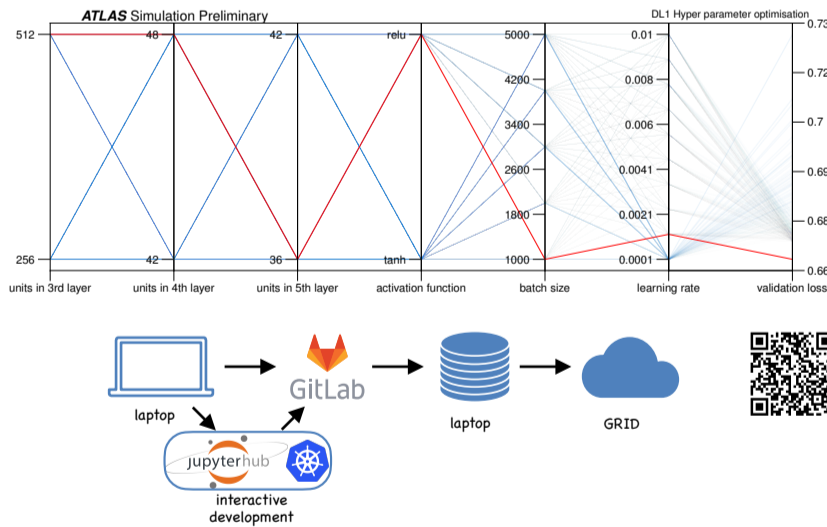 ATLAS Simulation Preliminary
DL1 Hyper parameter optimisation
512 48 42 relu 5000 0.01 0.73
4200 0.008 0.72
3400 0.006 0.7
2600 0.0041 0.69
1800 0.0021 0.68
256 42 36 tanh 1000 0.0001 0.66
units in 3rd layer units in 4th layer units in 5th layer activation function batch size learning rate validation loss
GitLab
laptop
laptop
GRID
jupyterhub
interactive
development